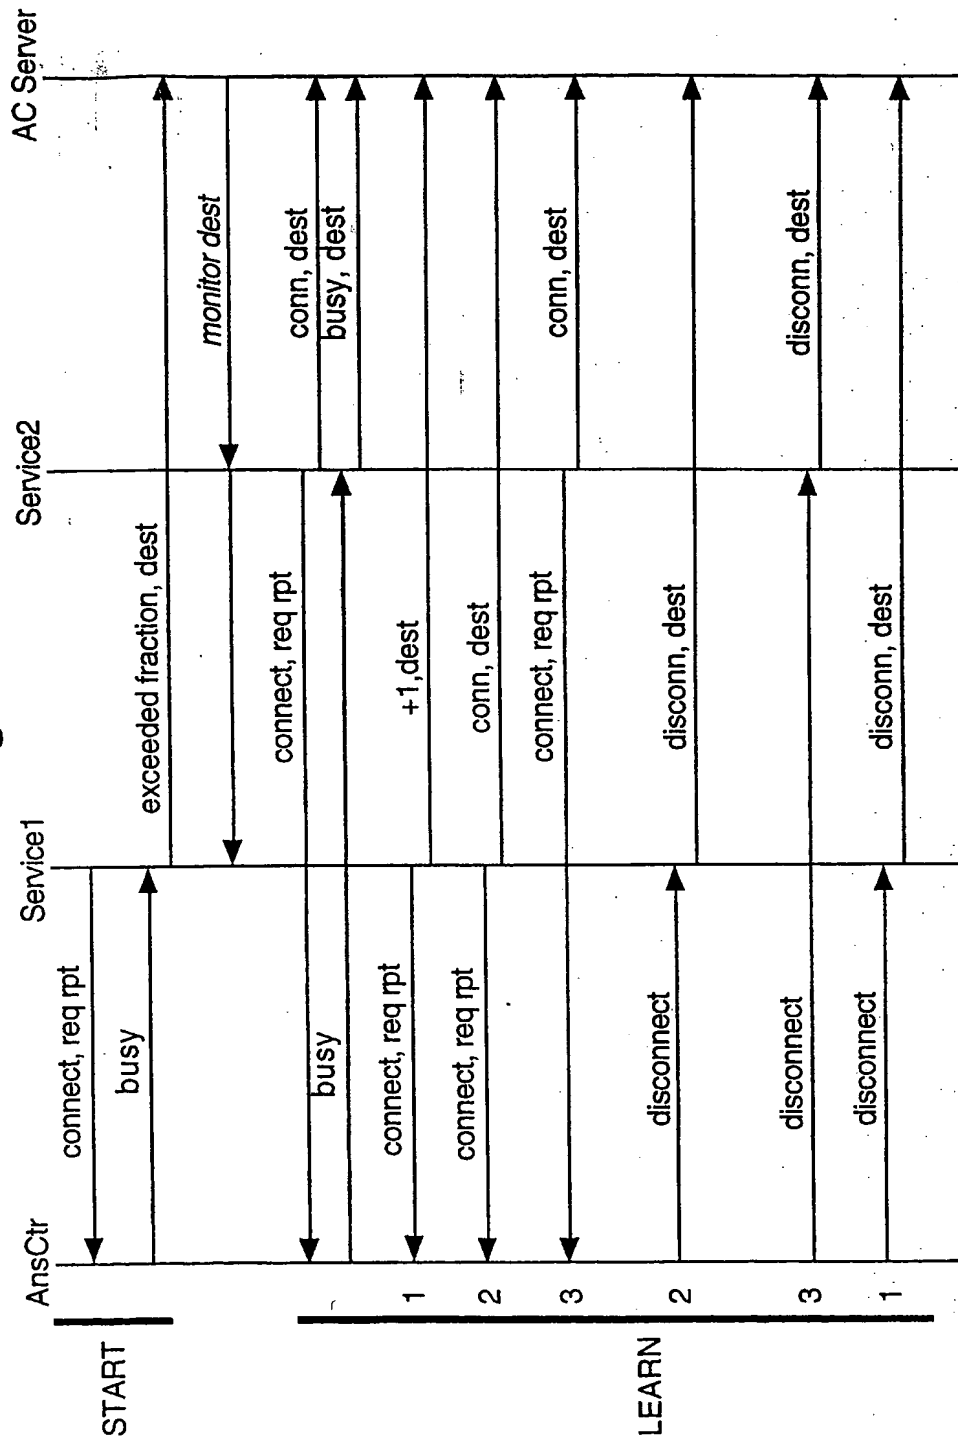 AnsCtr
Service1
Service2
AC Server
START
connect, req rpt
busy
exceeded fraction, dest
monitor dest
LEARN
connect, req rpt
conn, dest
busy
busy, dest
1
connect, req rpt
+1,dest
2
connect, req rpt
conn, dest
3
connect, req rpt
conn, dest
2
disconnect
disconn, dest
3
disconnect
disconn, dest
1
disconnect
disconn, dest